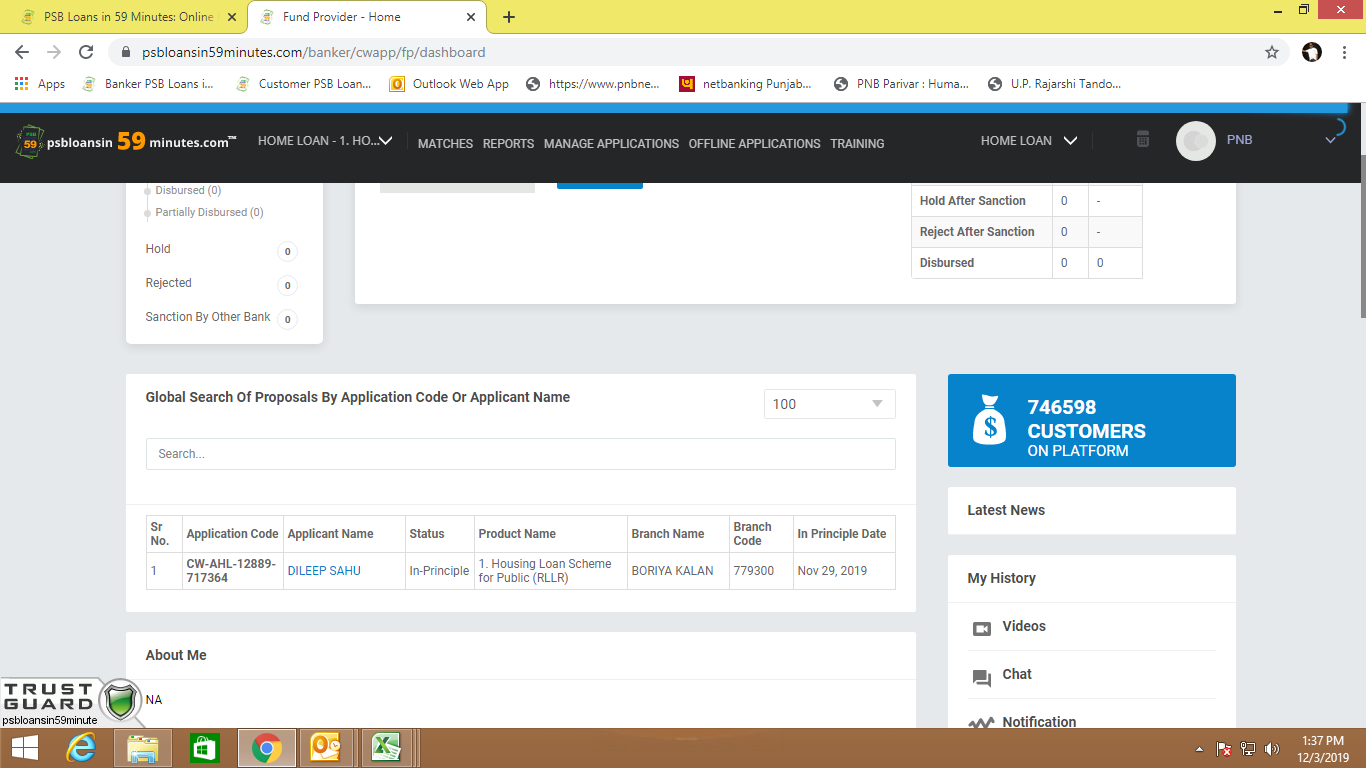 PSB Loans in 59 Minutes: Online
Fund Provider - Home
psbloansin59minutes.com/banker/cwapp/fp/dashboard
Apps
Banker PSB Loans i...
Customer PSB Loan...
Outlook Web App
https://www.pnbne...
netbanking Punjab...
PNB Parivar : Huma...
U.P. Rajarshi Tando...
PSB
59
psbloansin 59 minutes.com™
HOME LOAN - 1. HO...
MATCHES
REPORTS
MANAGE APPLICATIONS
OFFLINE APPLICATIONS
TRAINING
HOME LOAN
PNB
Disbursed (0)
Partially Disbursed (0)
Hold 0
Rejected 0
Sanction By Other Bank 0
Hold After Sanction 0 -
Reject After Sanction 0 -
Disbursed 0 0
Global Search Of Proposals By Application Code Or Applicant Name
100
Search...
Sr No. Application Code Applicant Name Status Product Name Branch Name Branch Code In Principle Date
1 CW-AHL-12889-717364 DILEEP SAHU In-Principle 1. Housing Loan Scheme for Public (RLLR) BORIYA KALAN 779300 Nov 29, 2019
746598
CUSTOMERS
ON PLATFORM
Latest News
My History
Videos
Chat
Notification
About Me
NA
TRUST
GUARD
psbloansin59minute
1:37 PM
12/3/2019